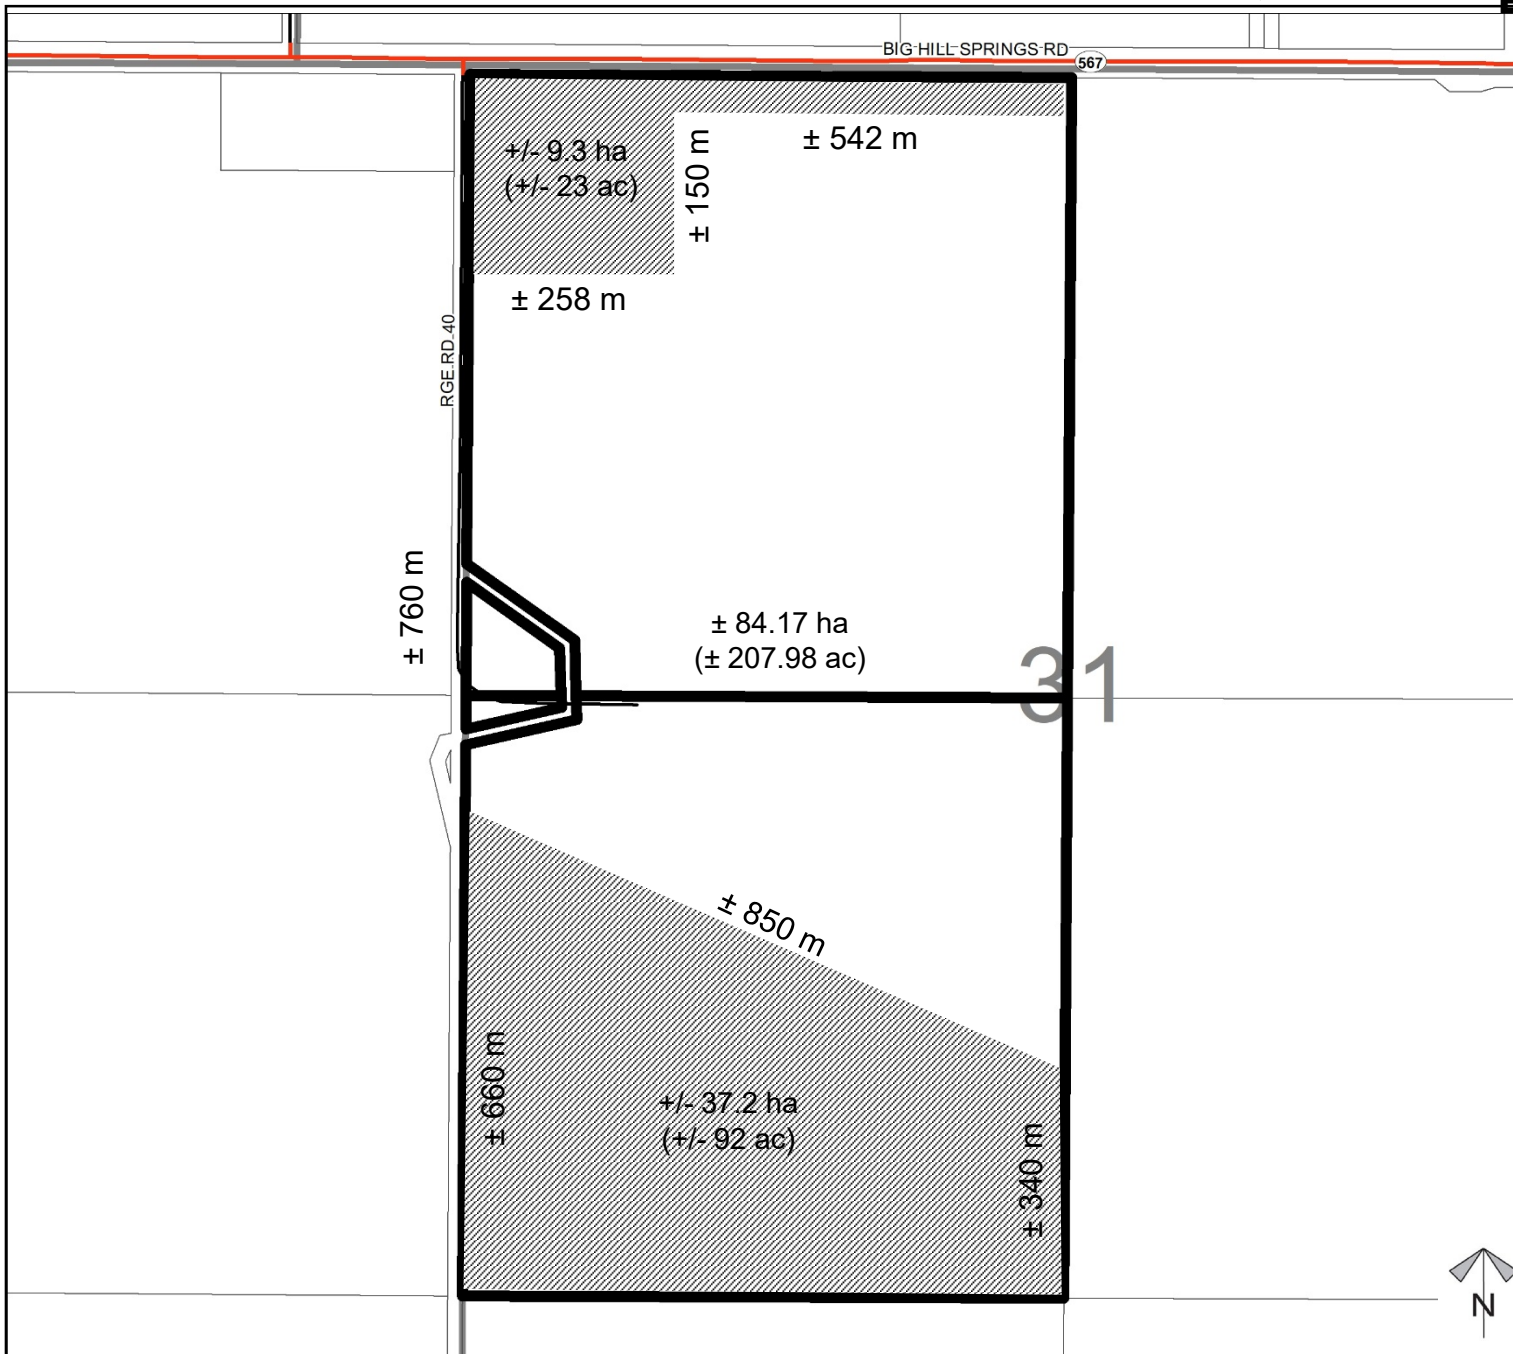 BIG HILL SPRINGS RD
567
± 542 m
+/- 9.3 ha
(+/- 23 ac)
± 150 m
± 258 m
RGE.RD.40
± 760 m
± 84.17 ha
(± 207.98 ac)
31
± 850 m
± 660 m
+/- 37.2 ha
(+/- 92 ac)
± 340 m
N